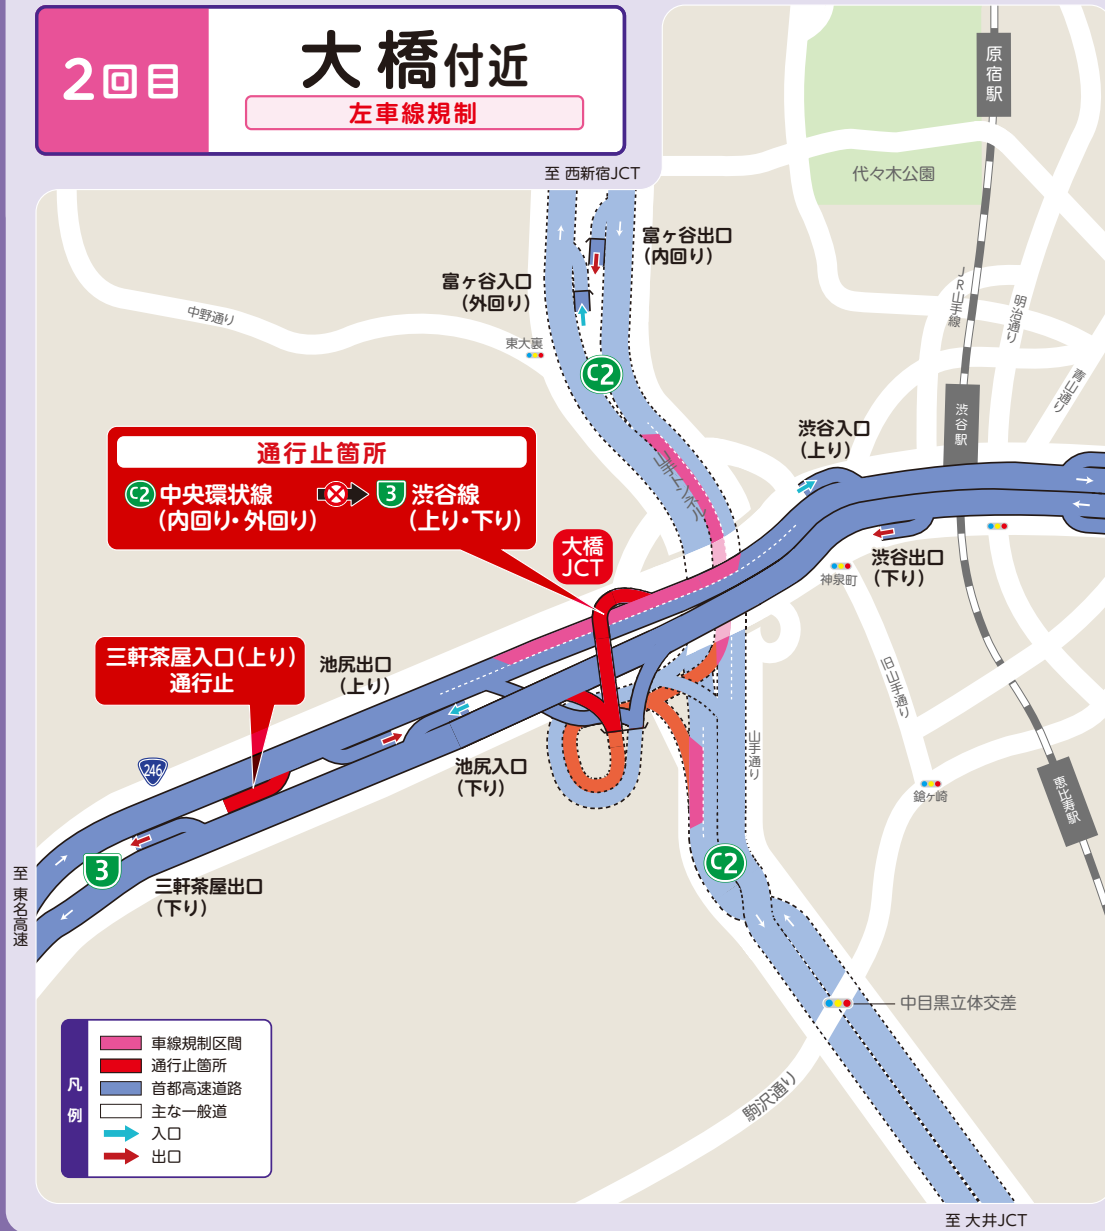 2回目
大橋付近
左車線規制
至 西新宿JCT
原宿駅
代々木公園
富ヶ谷出口
(内回り)
富ヶ谷入口
(外回り)
中野通り
東大裏
JR山手線
明治通り
青山通り
C2
渋谷駅
渋谷入口
(上り)
山手トンネル
通行止箇所
C2 中央環状線
(内回り・外回り)
3 渋谷線
(上り・下り)
大橋
JCT
渋谷出口
(下り)
神泉町
三軒茶屋入口(上り)
通行止
池尻出口
(上り)
旧山手通り
山手通り
246
池尻入口
(下り)
鎗ヶ崎
恵比寿駅
3
C2
三軒茶屋出口
(下り)
至 東名高速
中目黒立体交差
駒沢通り
凡例
車線規制区間
通行止箇所
首都高速道路
主な一般道
入口
出口
至 大井JCT